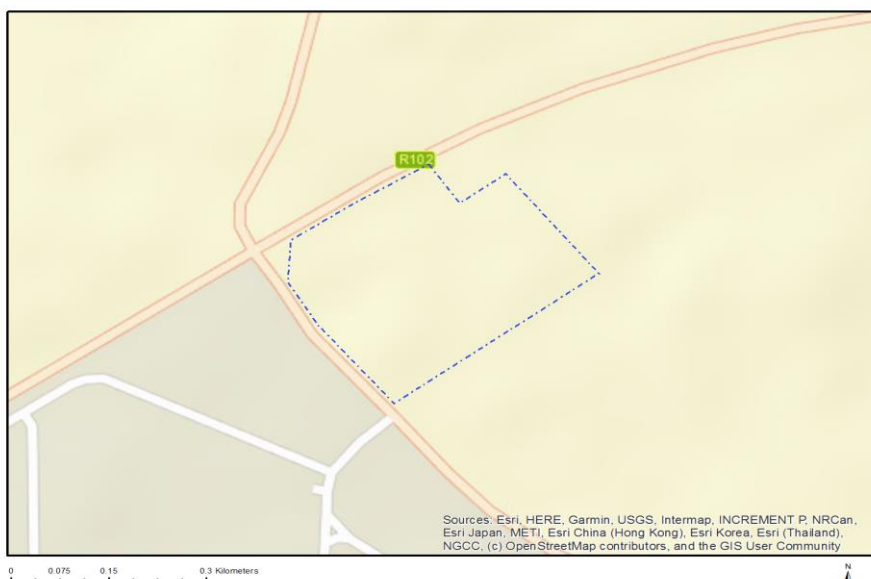 R102
Sources: Esri, HERE, Garmin, USGS, Intermap, INCREMENT P, NRCan,
Esri Japan, METI, Esri China (Hong Kong), Esri Korea, Esri (Thailand),
NGCC, (c) OpenStreetMap contributors, and the GIS User Community
0 0.075 0.15 0.3 Kilometers
N